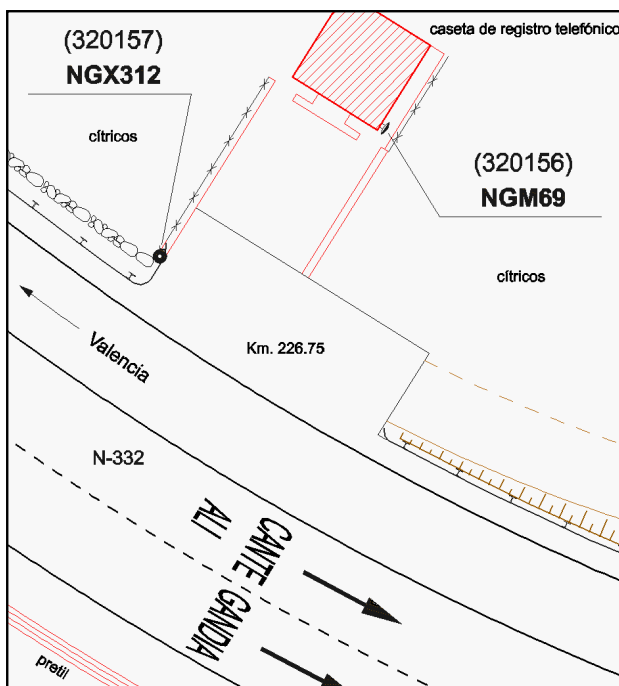 (320157)
NGX312
cítricos
caseta de registro telefónico
(320156)
NGM69
cítricos
Km. 226.75
Valencia
N-332
ALI
CANTE
GANDIA
pretil